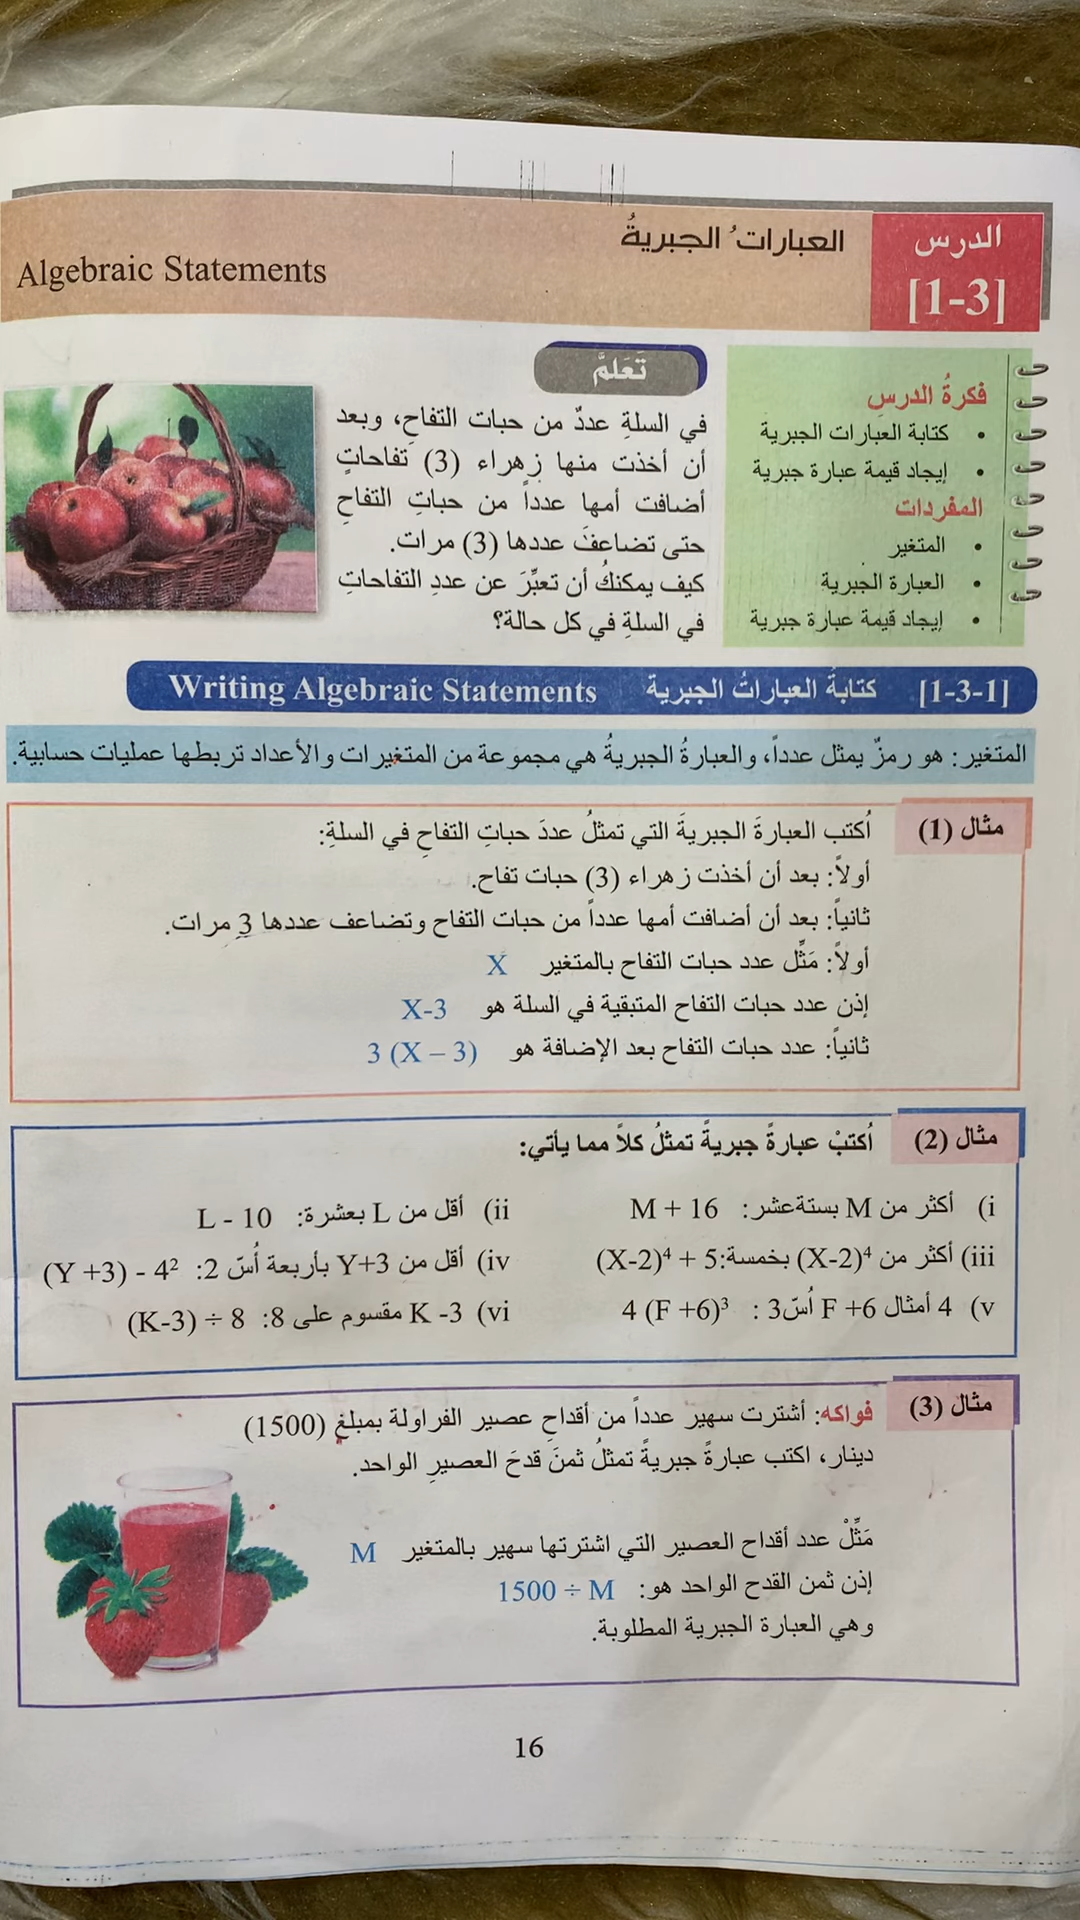 الدرس
[1-3]
العبارات ُ الجبريةُ
Algebraic Statements
فكرةُ الدرسِ
• كتابة العبارات الجبرية
• إيجاد قيمة عبارة جبرية
المفردات
• المتغير
• العبارة الجبرية
• إيجاد قيمة عبارة جبرية
تَعَلمَّ
في السلةِ عددٌ من حبات التفاح، وبعد
أن أخذت منها زهراء (3) تفاحاتٍ
أضافت أمها عدداً من حباتِ التفاحِ
حتى تضاعفَ عددها (3) مرات.
كيف يمكنكُ أن تعبِّرَ عن عددِ التفاحاتِ
في السلةِ في كل حالة؟
[1-3-1] كتابةُ العباراتُ الجبرية Writing Algebraic Statements
المتغير: هو رمزٌ يمثل عدداً، والعبارةُ الجبريةُ هي مجموعة من المتغيرات والأعداد تربطها عمليات حسابية.
مثال (1)
اُكتب العبارةَ الجبريةَ التي تمثلُ عددَ حباتِ التفاحِ في السلةِ:
أولاً: بعد أن أخذت زهراء (3) حبات تفاح.
ثانياً: بعد أن أضافت أمها عدداً من حبات التفاح وتضاعف عددها 3 مرات.
أولاً: مَثِّل عدد حبات التفاح بالمتغير X
إذن عدد حبات التفاح المتبقية في السلة هو X-3
ثانياً: عدد حبات التفاح بعد الإضافة هو 3 (X – 3)
مثال (2)
اُكتبْ عبارةً جبريةً تمثلُ كلاً مما يأتي:
i) أكثر من M بستةعشر: M + 16 ii) أقل من L بعشرة: L - 10
iii) أكثر من (X-2)⁴ بخمسة: (X-2)⁴ + 5 iv) أقل من Y+3 بأربعة اُسّ 2: (Y +3) - 4²
v) 4 أمثال F +6 اُسّ3 : 4 (F +6)³ vi) K -3 مقسوم على 8: (K-3) ÷ 8
مثال (3)
فواكه: أشترت سهير عدداً من أقداحِ عصير الفراولة بمبلغِ (1500)
دينار، اكتب عبارةً جبريةً تمثلُ ثمنَ قدحَ العصيرِ الواحد.
مَثِّلْ عدد أقداح العصير التي اشترتها سهير بالمتغير M
إذن ثمن القدح الواحد هو: 1500 ÷ M
وهي العبارة الجبرية المطلوبة.
16